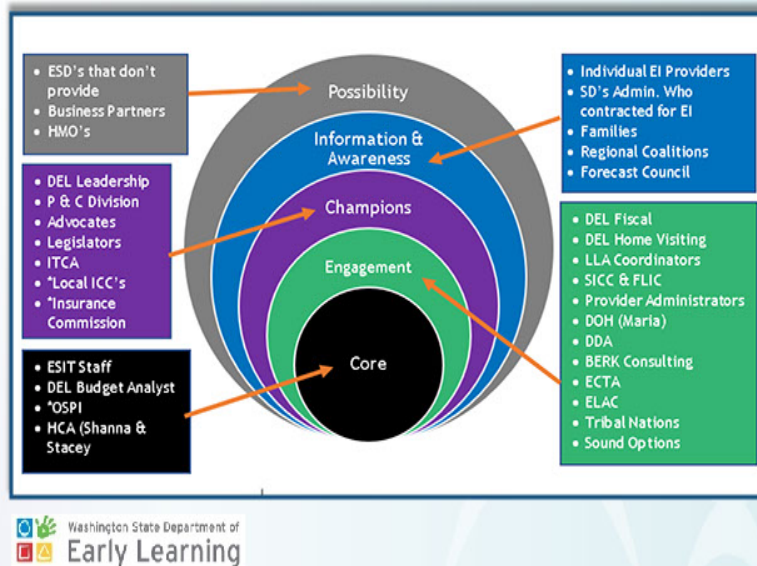 • ESD's that don't
provide
• Business Partners
• HMO's
• DEL Leadership
• P & C Division
• Advocates
• Legislators
• ITCA
• *Local ICC's
• *Insurance
Commission
• ESIT Staff
• DEL Budget Analyst
• *OSPI
• HCA (Shanna &
Stacey
Possibility
Information &
Awareness
Champions
Engagement
Core
• Individual EI Providers
• SD's Admin. Who
contracted for EI
• Families
• Regional Coalitions
• Forecast Council
• DEL Fiscal
• DEL Home Visiting
• LLA Coordinators
• SICC & FLIC
• Provider Administrators
• DOH (Maria)
• DDA
• BERK Consulting
• ECTA
• ELAC
• Tribal Nations
• Sound Options
Washington State Department of
Early Learning